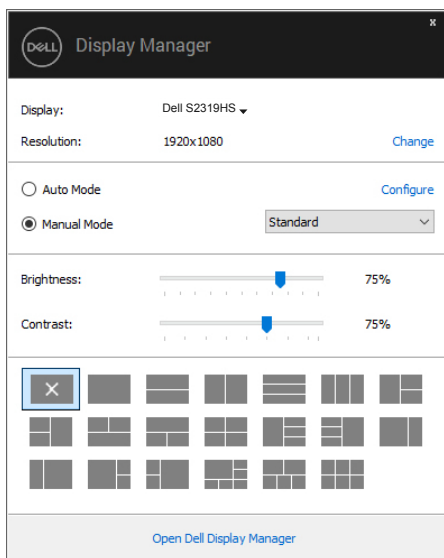 x
DELL Display Manager
Display: Dell S2319HS
Resolution: 1920x1080 Change
Auto Mode Configure
Manual Mode Standard
Brightness: 75%
Contrast: 75%
Open Dell Display Manager